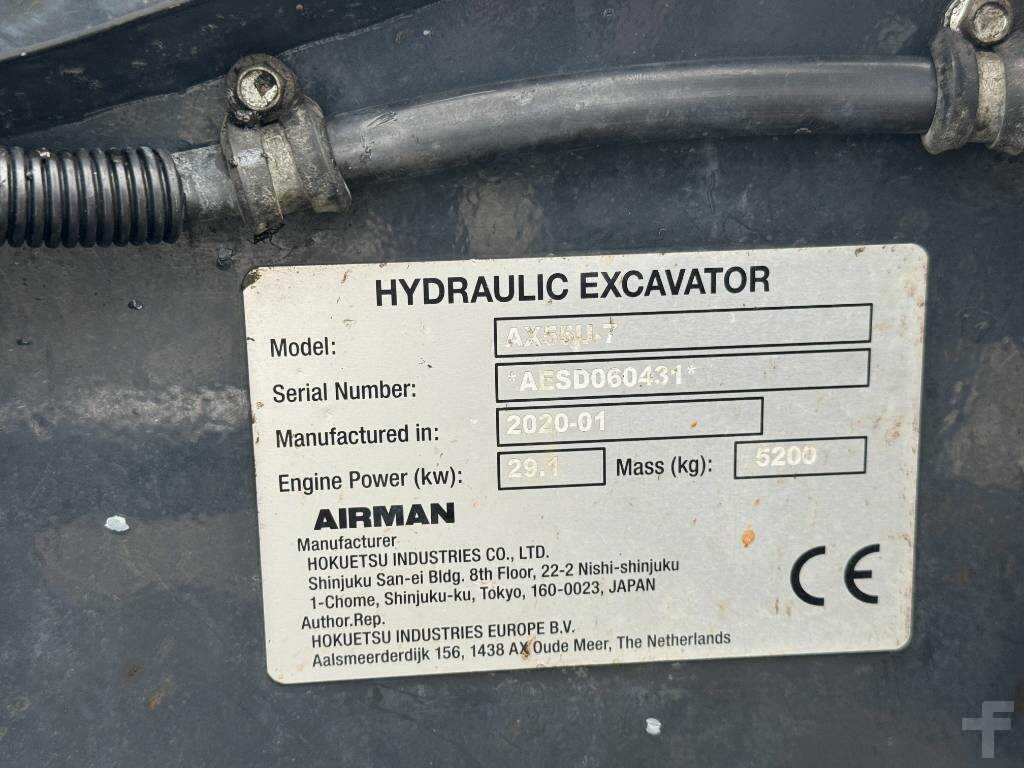 HYDRAULIC EXCAVATOR
Model: AX55U-7
Serial Number: *AESD060431*
Manufactured in: 2020-01
Engine Power (kw): 29.1 Mass (kg): 5200
AIRMAN
Manufacturer
HOKUETSU INDUSTRIES CO., LTD.
Shinjuku San-ei Bldg. 8th Floor, 22-2 Nishi-shinjuku
1-Chome, Shinjuku-ku, Tokyo, 160-0023, JAPAN
CE
Author.Rep.
HOKUETSU INDUSTRIES EUROPE B.V.
Aalsmeerderdijk 156, 1438 AX Oude Meer, The Netherlands